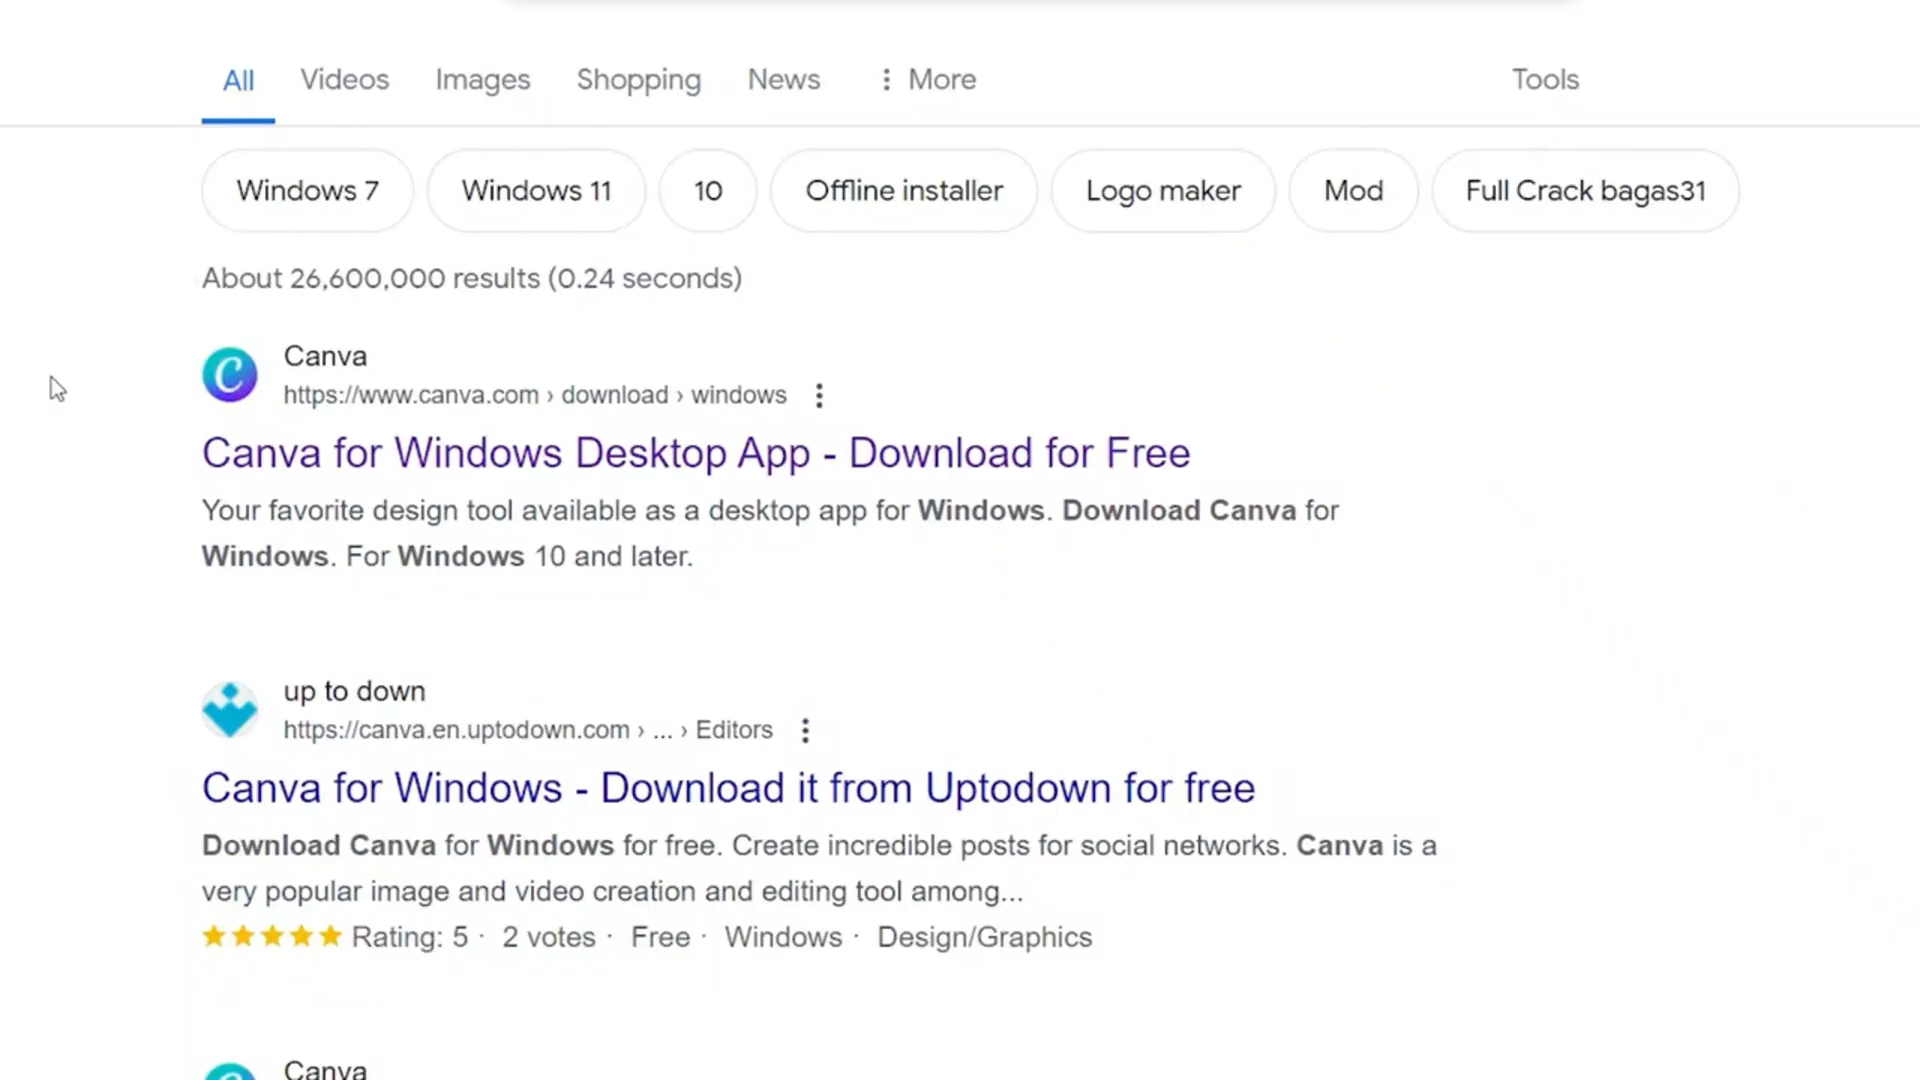 All Videos Images Shopping News More Tools
Windows 7 Windows 11 10 Offline installer Logo maker Mod Full Crack bagas31
About 26,600,000 results (0.24 seconds)
Canva
https://www.canva.com › download › windows
Canva for Windows Desktop App - Download for Free
Your favorite design tool available as a desktop app for Windows. Download Canva for
Windows. For Windows 10 and later.
up to down
https://canva.en.uptodown.com › ... › Editors
Canva for Windows - Download it from Uptodown for free
Download Canva for Windows for free. Create incredible posts for social networks. Canva is a
very popular image and video creation and editing tool among...
Rating: 5 · 2 votes · Free · Windows · Design/Graphics
Canva